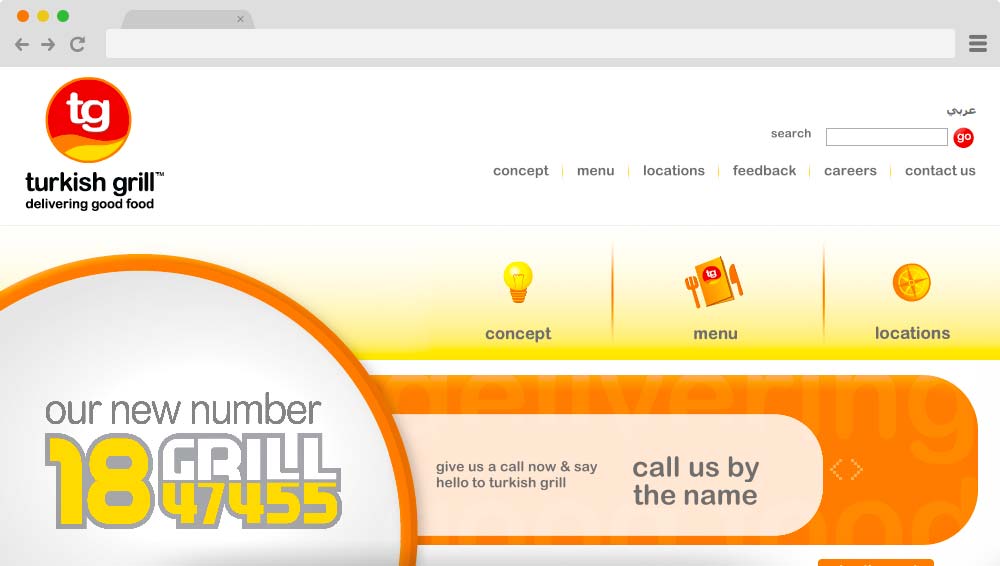 tg
turkish grill™
delivering good food
عربي
search
go
concept
menu
locations
feedback
careers
contact us
tg
concept
menu
locations
delivering
good food
our new number
18 GRILL
47455
give us a call now & say
hello to turkish grill
call us by
the name